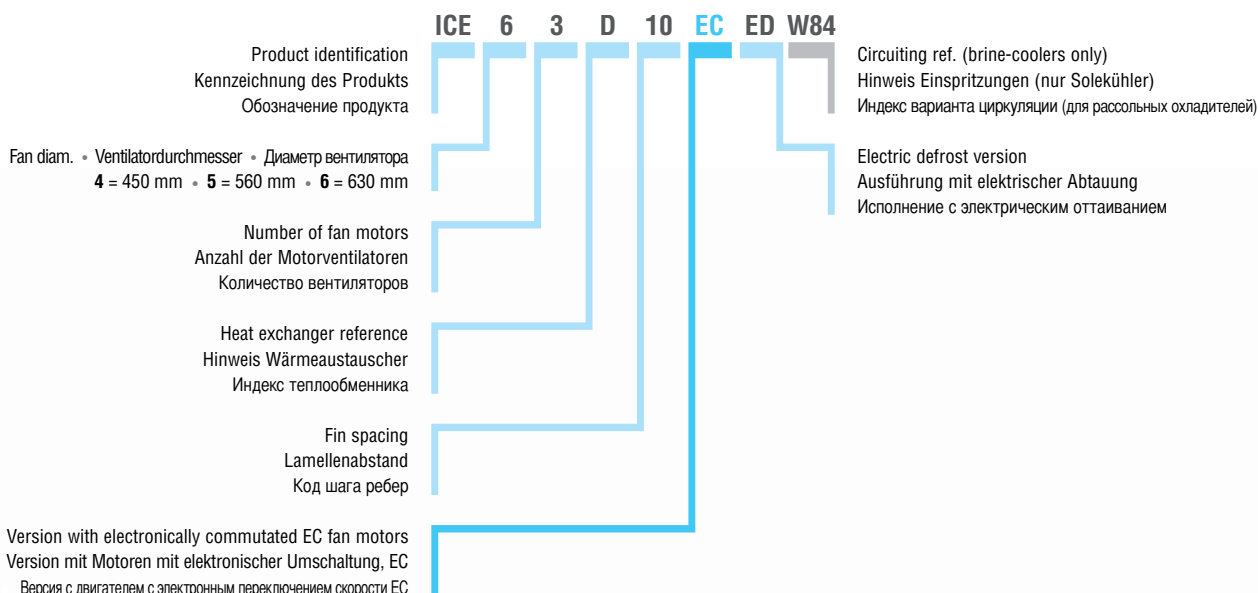 ICE 6 3 D 10 EC ED W84
Product identification
Kennzeichnung des Produkts
Обозначение продукта
Fan diam. • Ventilatordurchmesser • Диаметр вентилятора
4 = 450 mm • 5 = 560 mm • 6 = 630 mm
Number of fan motors
Anzahl der Motorventilatoren
Количество вентиляторов
Heat exchanger reference
Hinweis Wärmeaustauscher
Индекс теплообменника
Fin spacing
Lamellenabstand
Код шага ребер
Version with electronically commutated EC fan motors
Version mit Motoren mit elektronischer Umschaltung, EC
Версия с двигателем с электронным переключением скорости ЕС
Circuiting ref. (brine-coolers only)
Hinweis Einspritzungen (nur Solekühler)
Индекс варианта циркуляции (для рассольных охладителей)
Electric defrost version
Ausführung mit elektrischer Abtauung
Исполнение с электрическим оттаиванием